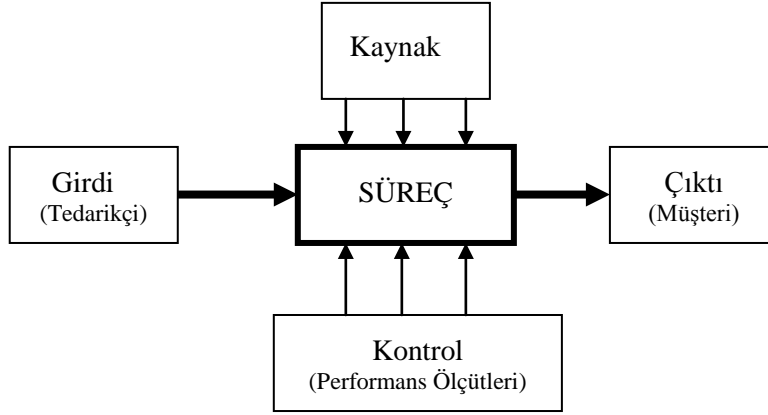 Kaynak
Girdi
(Tedarikçi)
SÜREÇ
Çıktı
(Müşteri)
Kontrol
(Performans Ölçütleri)